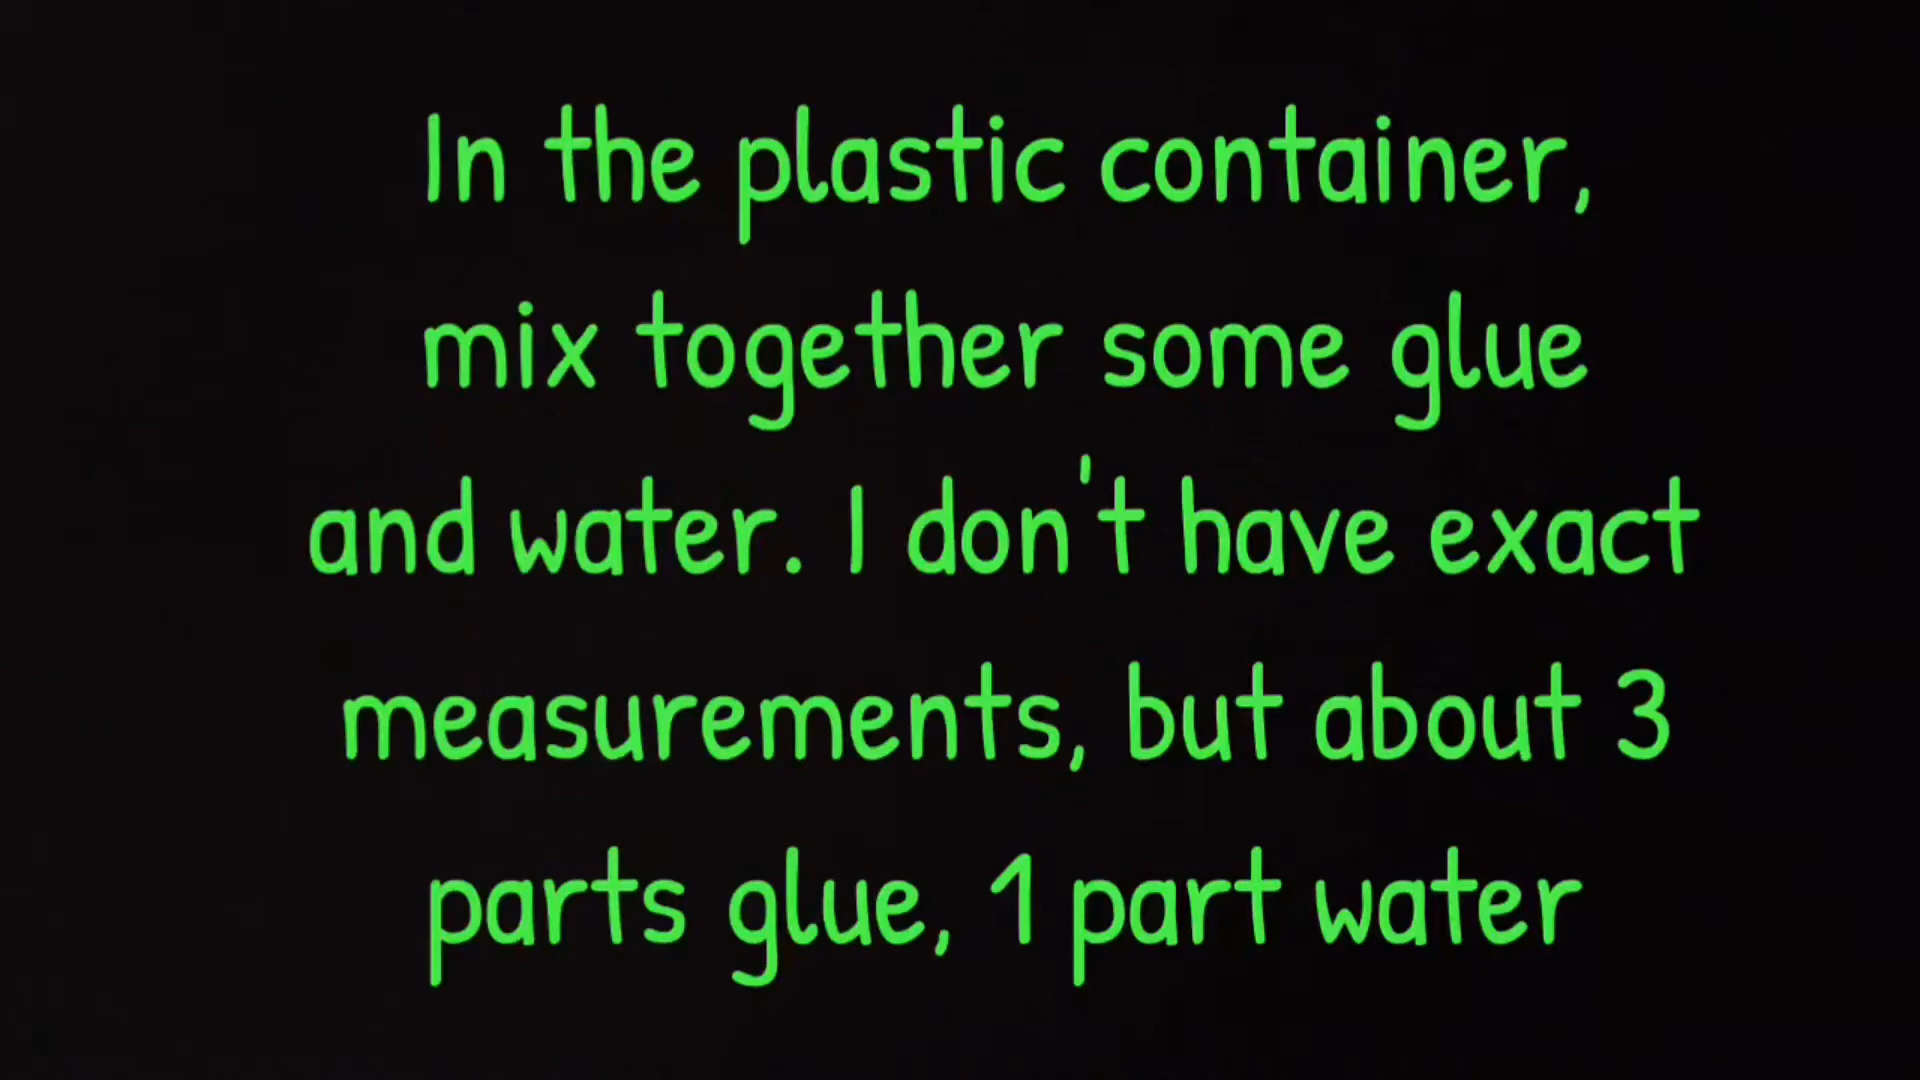 In the plastic container,
mix together some glue
and water. I don't have exact
measurements, but about 3
parts glue, 1 part water